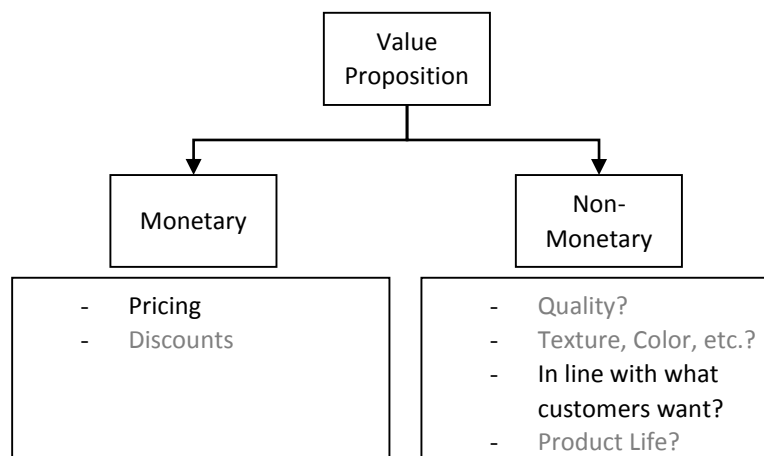 Value
Proposition
Monetary
Non-
Monetary
- Pricing
- Discounts
- Quality?
- Texture, Color, etc.?
- In line with what
customers want?
- Product Life?